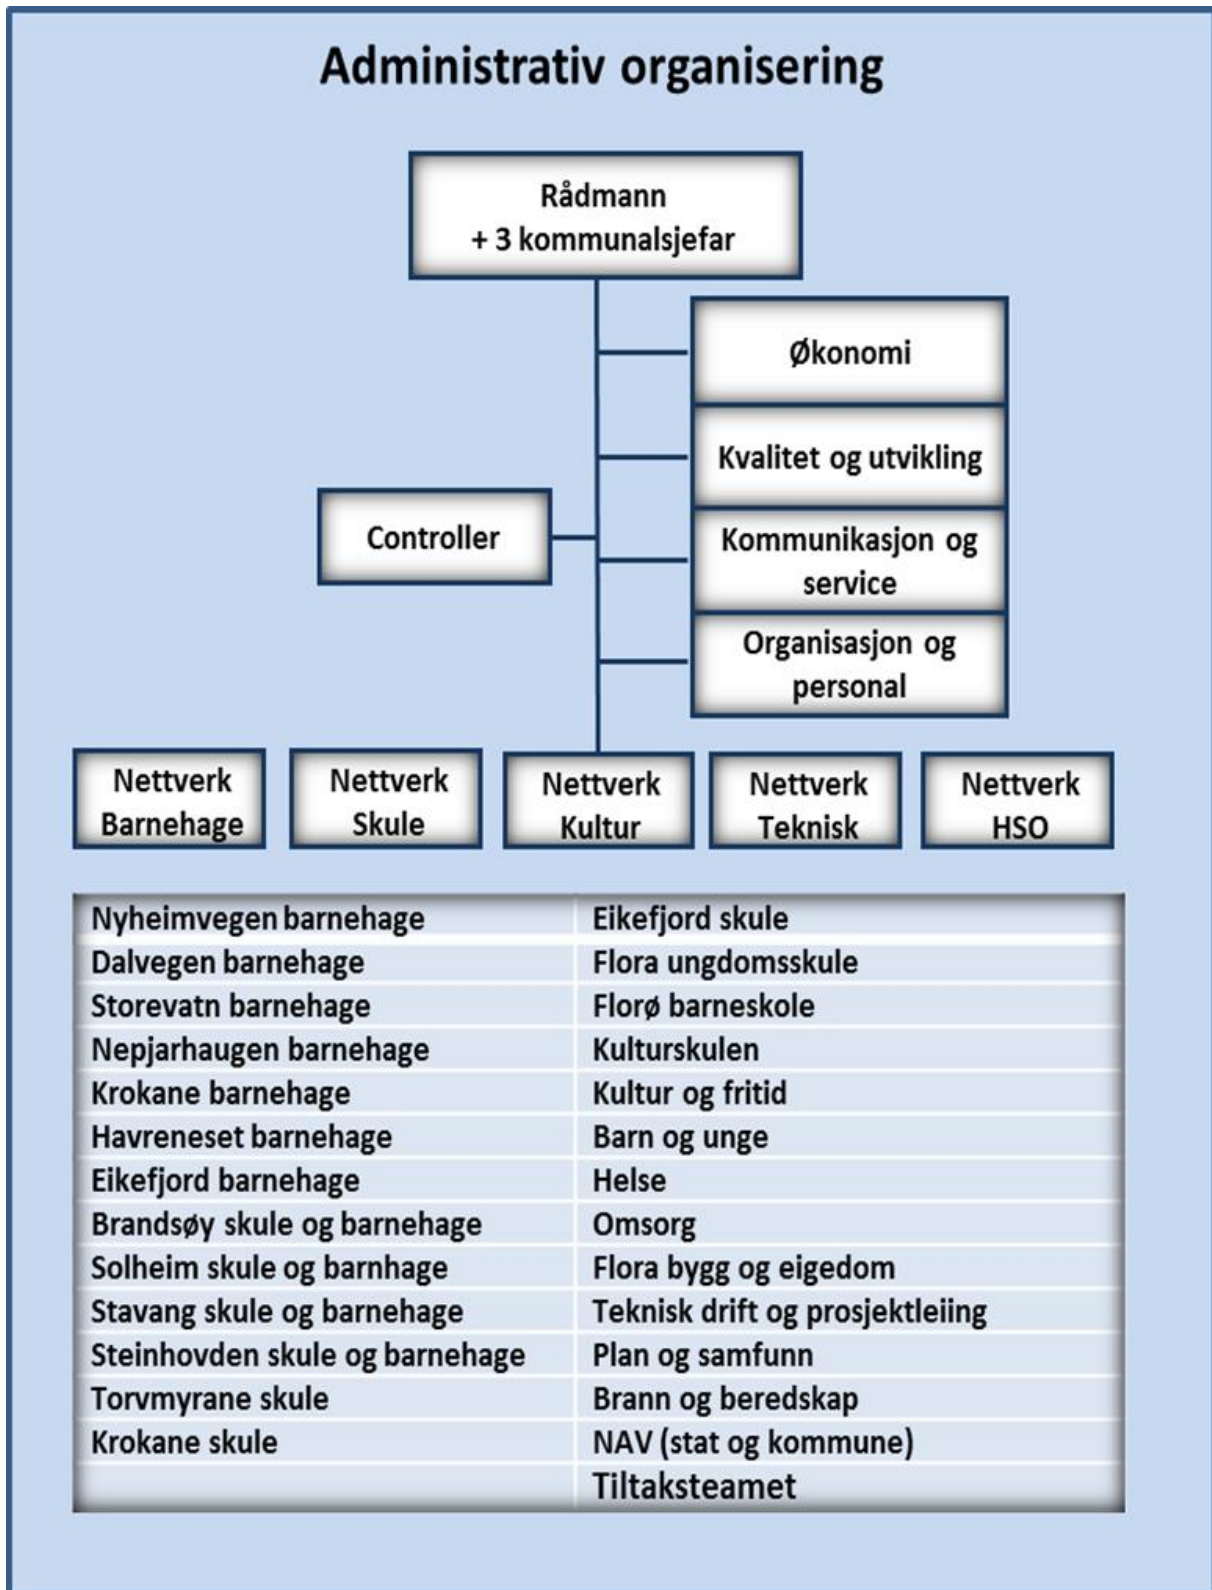 Administrativ organisering
Rådmann
+ 3 kommunalsjefar
Økonomi
Kvalitet og utvikling
Controller
Kommunikasjon og
service
Organisasjon og
personal
Nettverk
Barnehage
Nettverk
Skule
Nettverk
Kultur
Nettverk
Teknisk
Nettverk
HSO
Nyheimvegen barnehage
Eikefjord skule
Dalvegen barnehage
Flora ungdomsskule
Storevatn barnehage
Florø barneskole
Nepjarhaugen barnehage
Kulturskulen
Krokane barnehage
Kultur og fritid
Havreneset barnehage
Barn og unge
Eikefjord barnehage
Helse
Brandsøy skule og barnehage
Omsorg
Solheim skule og barnhage
Flora bygg og eigedom
Stavang skule og barnehage
Teknisk drift og prosjektleiing
Steinhovden skule og barnehage
Plan og samfunn
Torvmyrane skule
Brann og beredskap
Krokane skule
NAV (stat og kommune)
Tiltaksteamet